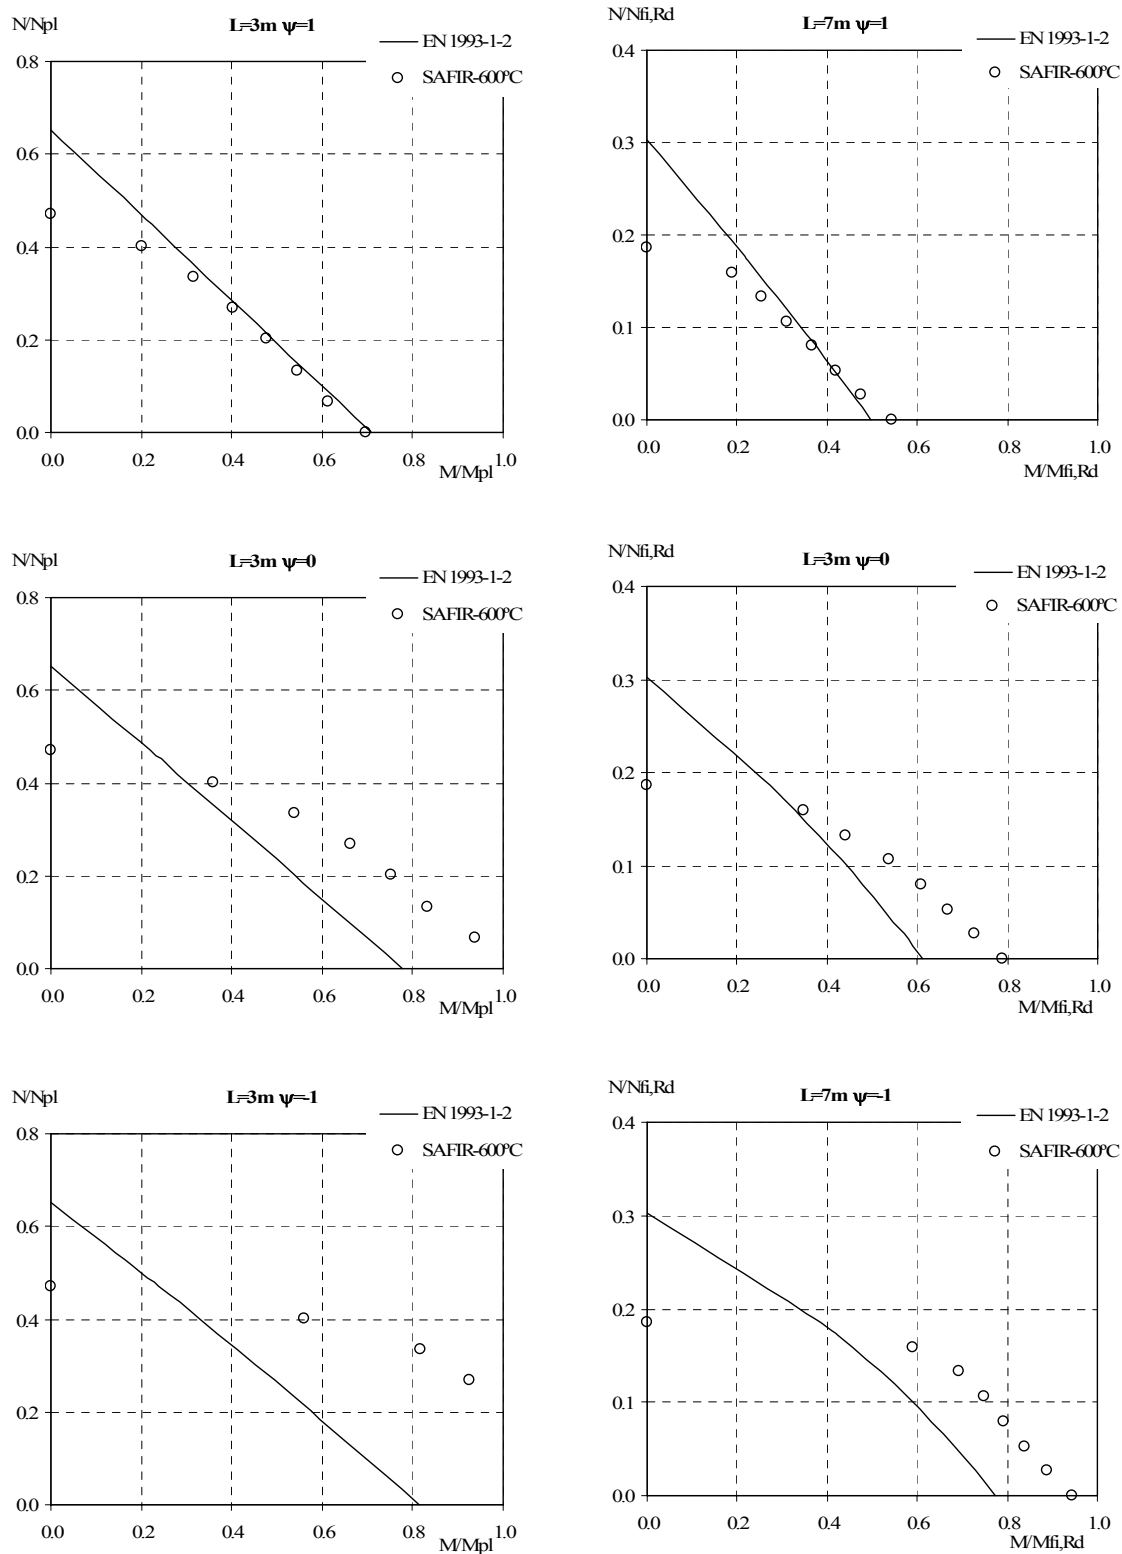 N/Npl
L=3m ψ=1
EN 1993-1-2
SAFIR-600ºC
0.8
0.6
0.4
0.2
0.0
0.0 0.2 0.4 0.6 0.8 1.0
M/Mpl
N/Nfi,Rd
L=7m ψ=1
EN 1993-1-2
SAFIR-600ºC
0.4
0.3
0.2
0.1
0.0
0.0 0.2 0.4 0.6 0.8 1.0
M/Mfi,Rd
N/Npl
L=3m ψ=0
EN 1993-1-2
SAFIR-600ºC
0.8
0.6
0.4
0.2
0.0
0.0 0.2 0.4 0.6 0.8 1.0
M/Mpl
N/Nfi,Rd
L=3m ψ=0
EN 1993-1-2
SAFIR-600ºC
0.4
0.3
0.2
0.1
0.0
0.0 0.2 0.4 0.6 0.8 1.0
M/Mfi,Rd
N/Npl
L=3m ψ=-1
EN 1993-1-2
SAFIR-600ºC
0.8
0.6
0.4
0.2
0.0
0.0 0.2 0.4 0.6 0.8 1.0
M/Mpl
N/Nfi,Rd
L=7m ψ=-1
EN 1993-1-2
SAFIR-600ºC
0.4
0.3
0.2
0.1
0.0
0.0 0.2 0.4 0.6 0.8 1.0
M/Mfi,Rd